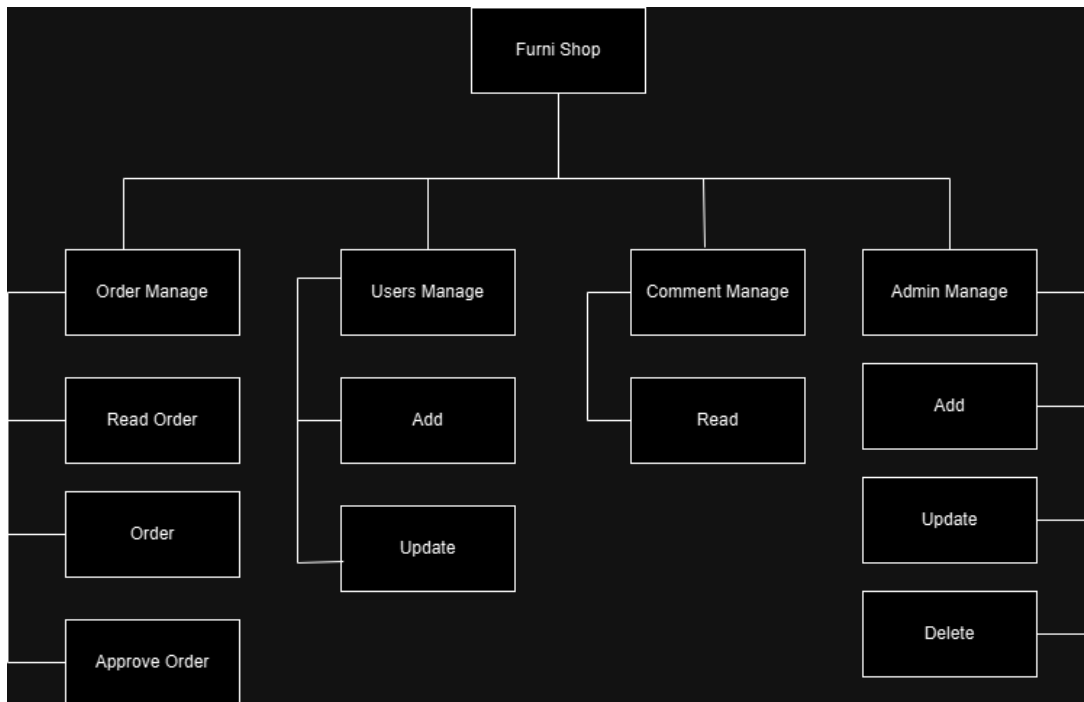 Furni Shop
Order Manage
Users Manage
Comment Manage
Admin Manage
Read Order
Add
Read
Add
Order
Update
Update
Approve Order
Delete